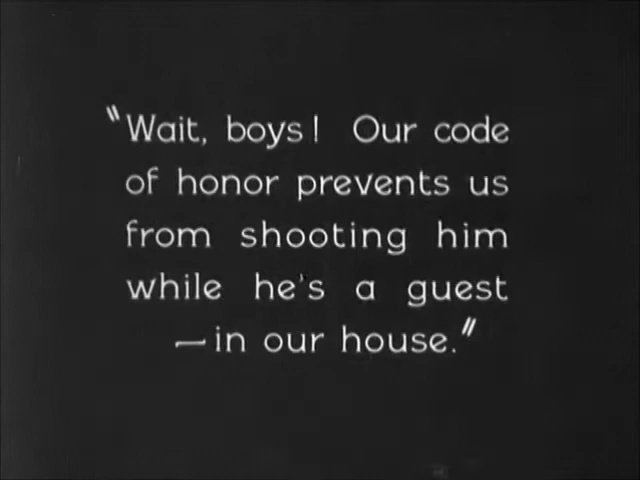 "Wait, boys! Our code
of honor prevents us
from shooting him
while he's a guest
—in our house."